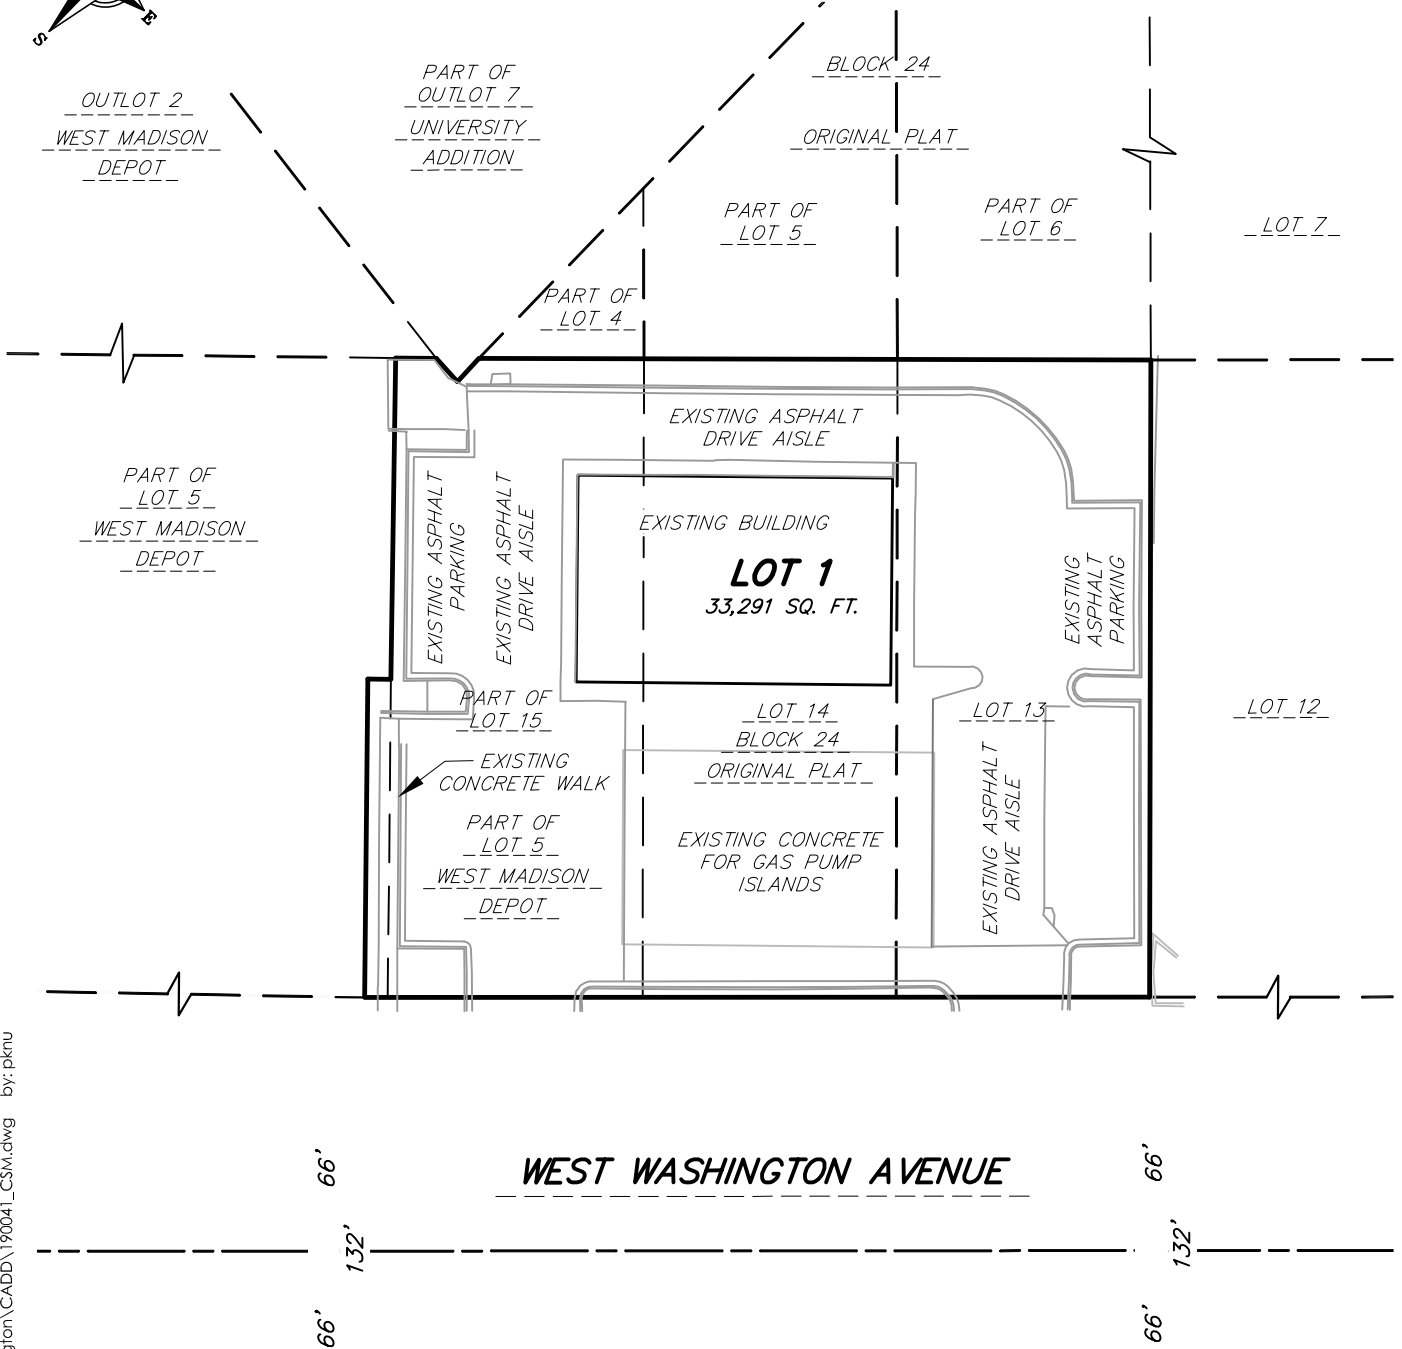 S
E
OUTLOT 2
WEST MADISON
DEPOT
PART OF
OUTLOT 7
UNIVERSITY
ADDITION
BLOCK 24
ORIGINAL PLAT
PART OF
LOT 5
PART OF
LOT 6
LOT 7
PART OF
LOT 4
PART OF
LOT 5
WEST MADISON
DEPOT
EXISTING ASPHALT
DRIVE AISLE
EXISTING ASPHALT
PARKING
EXISTING ASPHALT
DRIVE AISLE
EXISTING BUILDING
LOT 1
33,291 SQ. FT.
EXISTING
ASPHALT
PARKING
PART OF
LOT 15
LOT 14
BLOCK 24
ORIGINAL PLAT
LOT 13
LOT 12
EXISTING
CONCRETE WALK
PART OF
LOT 5
WEST MADISON
DEPOT
EXISTING CONCRETE
FOR GAS PUMP
ISLANDS
EXISTING ASPHALT
DRIVE AISLE
WEST WASHINGTON AVENUE
66'
132'
66'
66'
132'
66'
gton\CADD\190041_CSM.dwg by: pknu